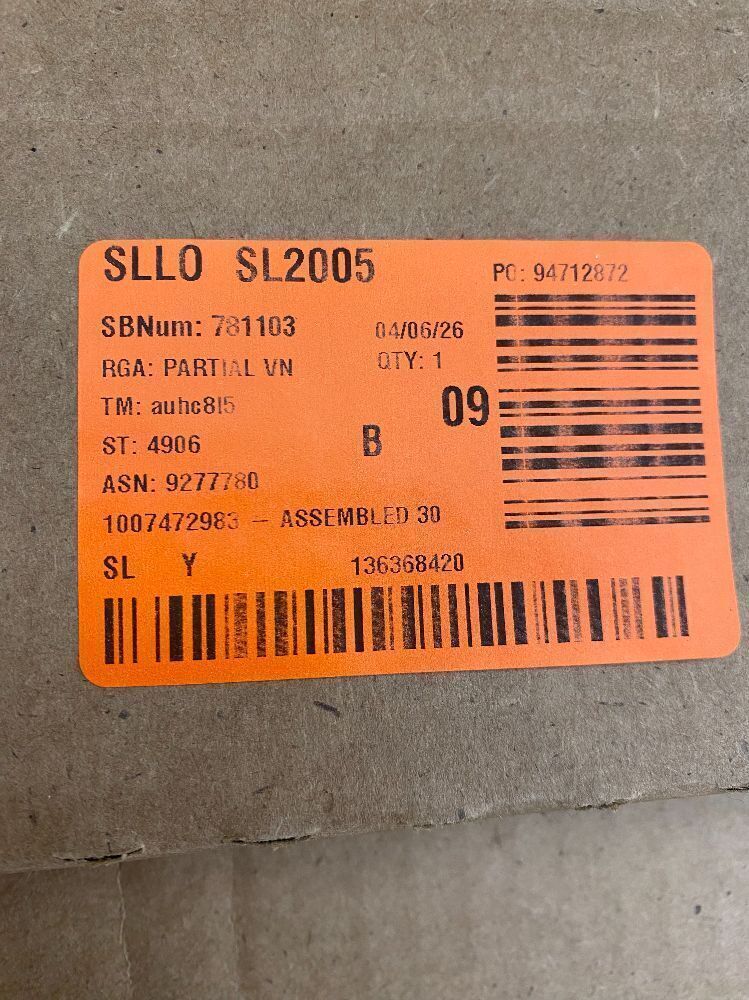 SLLO SL2005
PO: 94712872
SBNum: 781103 04/06/26
RGA: PARTIAL VN QTY: 1
TM: auhc8l5 09
ST: 4906 B
ASN: 9277780
1007472983 – ASSEMBLED 30
SL Y 136368420